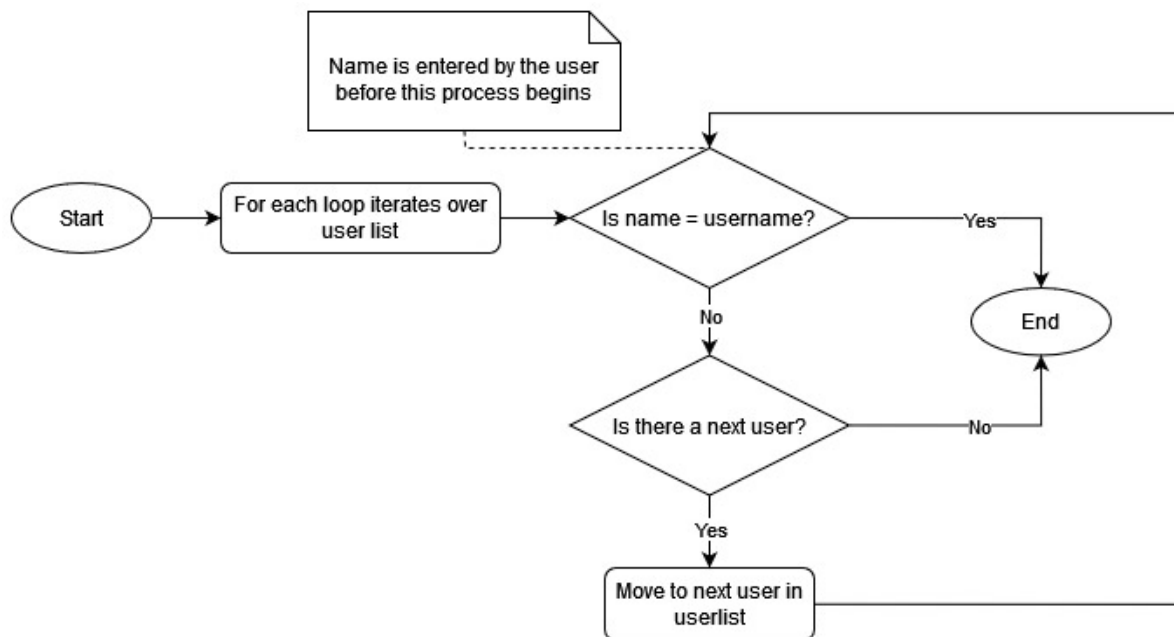 Name is entered by the user
before this process begins
Start
For each loop iterates over
user list
Is name = username?
Yes
No
End
Is there a next user?
No
Yes
Move to next user in
userlist